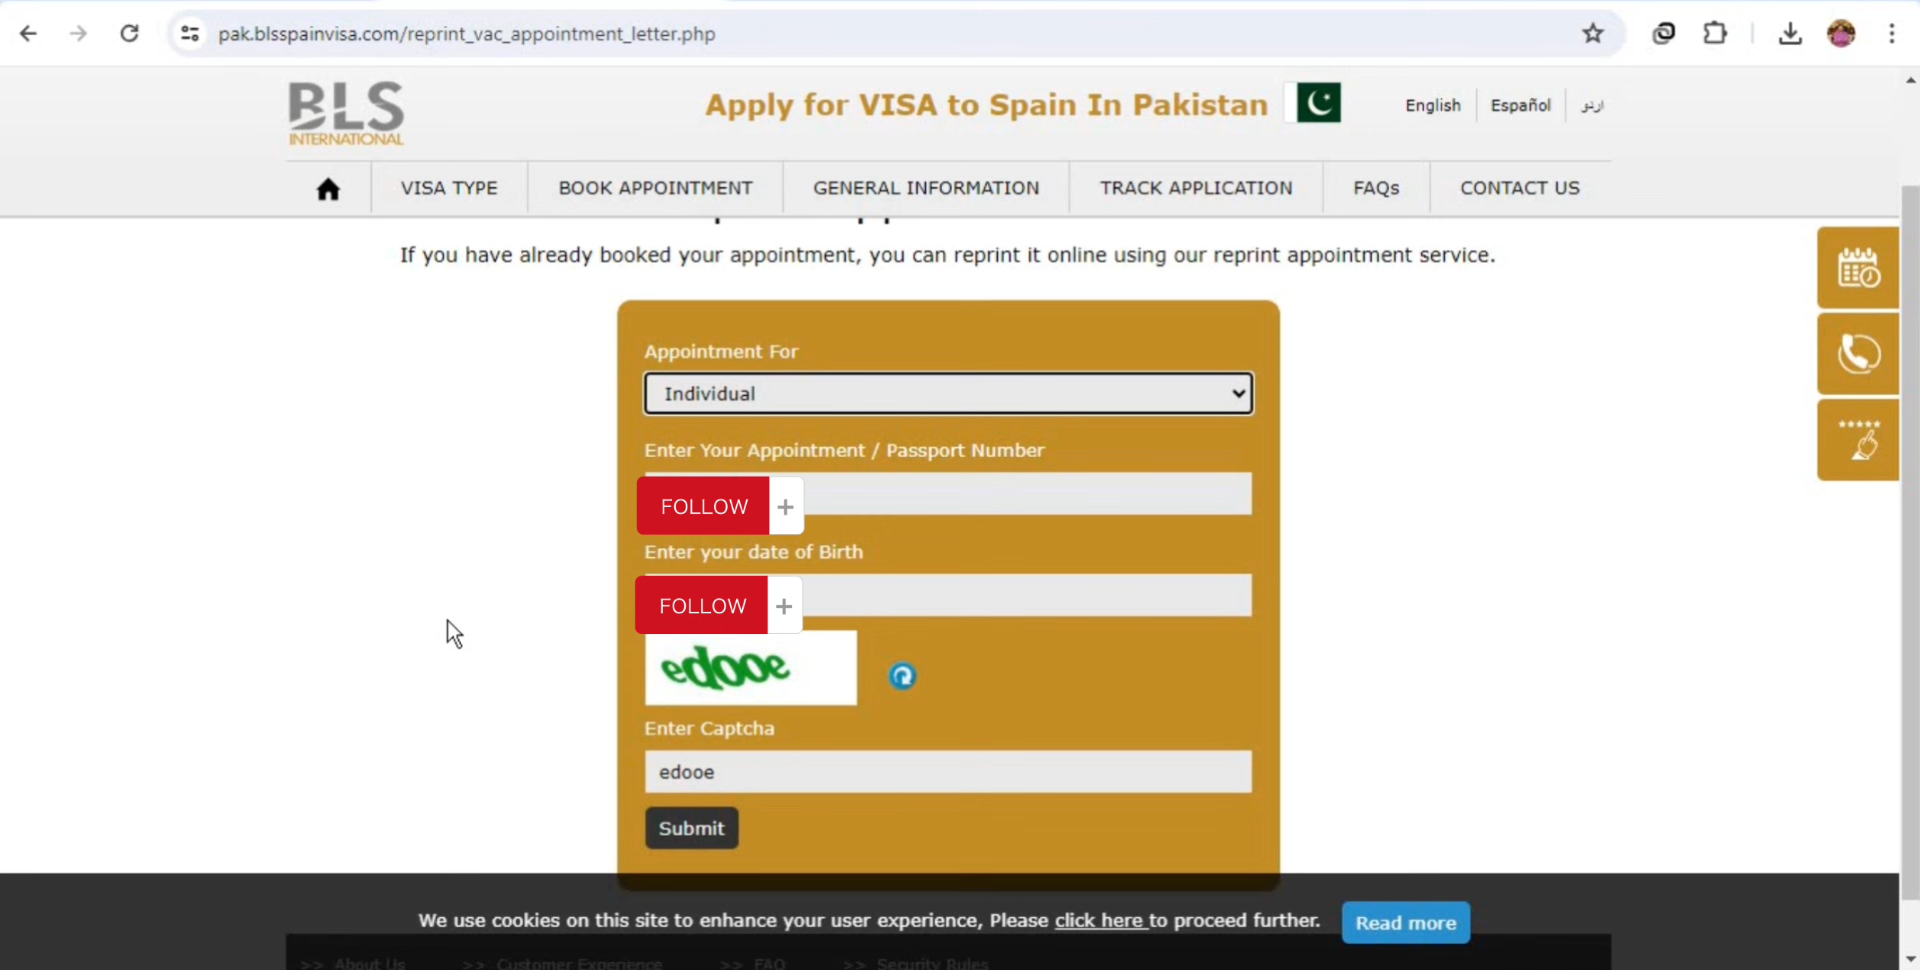 pak.blsspainvisa.com/reprint_vac_appointment_letter.php
BLS
INTERNATIONAL
Apply for VISA to Spain In Pakistan
English
Español
اردو
VISA TYPE
BOOK APPOINTMENT
GENERAL INFORMATION
TRACK APPLICATION
FAQs
CONTACT US
If you have already booked your appointment, you can reprint it online using our reprint appointment service.
Appointment For
Individual
Enter Your Appointment / Passport Number
FOLLOW +
Enter your date of Birth
FOLLOW +
edooe
Enter Captcha
edooe
Submit
We use cookies on this site to enhance your user experience, Please click here to proceed further.
Read more
>> About Us >> Customer Experience >> FAQ >> Security Rules